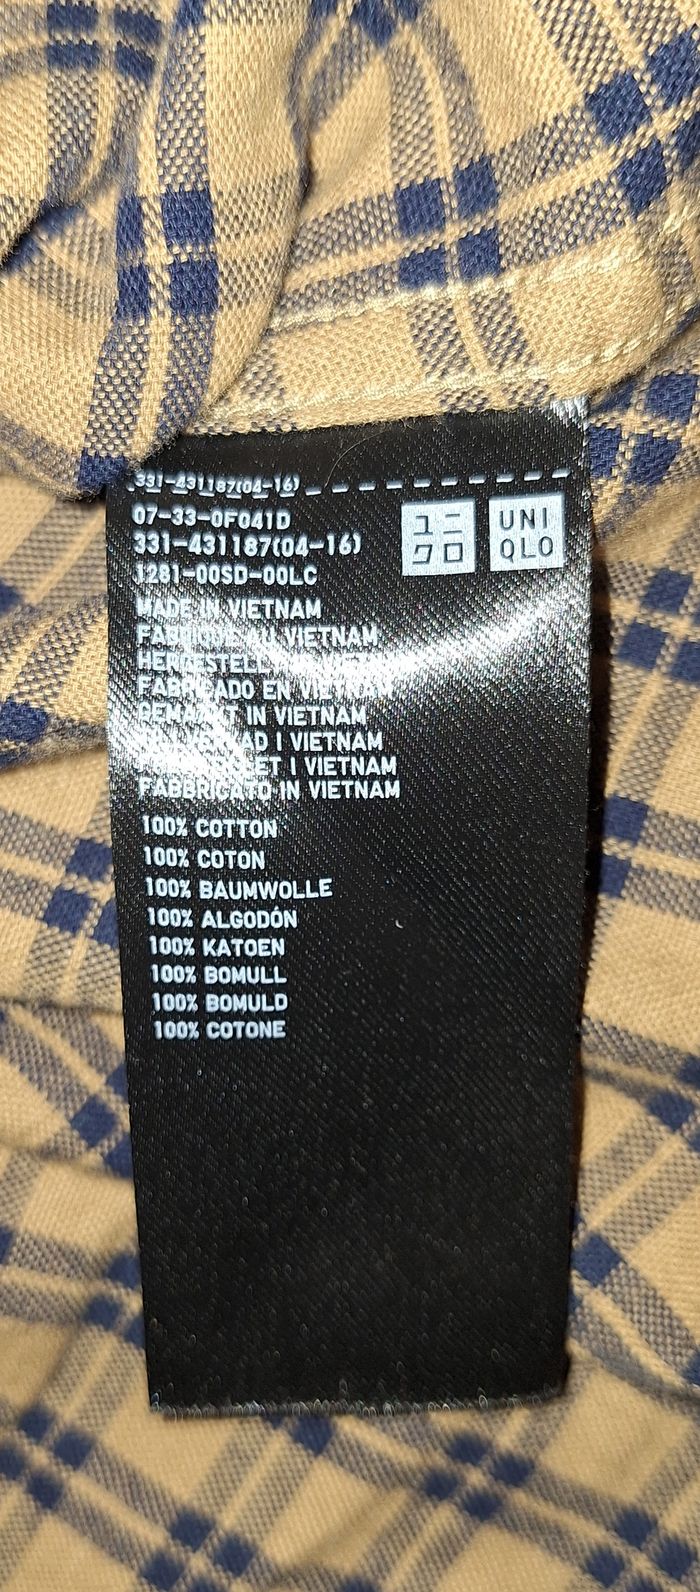 331-431187(04-16)
07-33-0F041D
331-431187(04-16)
ユニ
クロ
UNI
QLO
1281-00SD-00LC
MADE IN VIETNAM
FABRIQUE AU VIETNAM
FABRICADO EN VIETNAM
IN VIETNAM
I VIETNAM
I VIETNAM
FABBRICATO IN VIETNAM
100% COTTON
100% COTON
100% BAUMWOLLE
100% ALGODÓN
100% KATOEN
100% BOMULL
100% BOMULD
100% COTONE